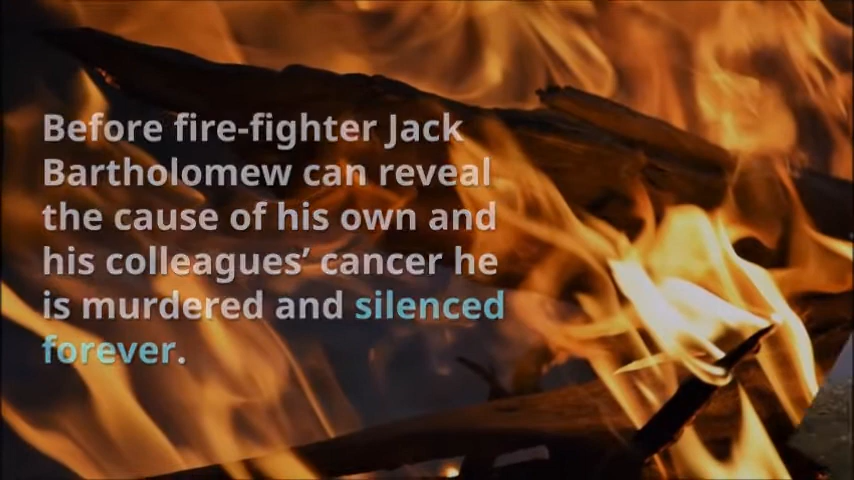 Before fire-fighter Jack
Bartholomew can reveal
the cause of his own and
his colleagues’ cancer he
is murdered and silenced
forever.